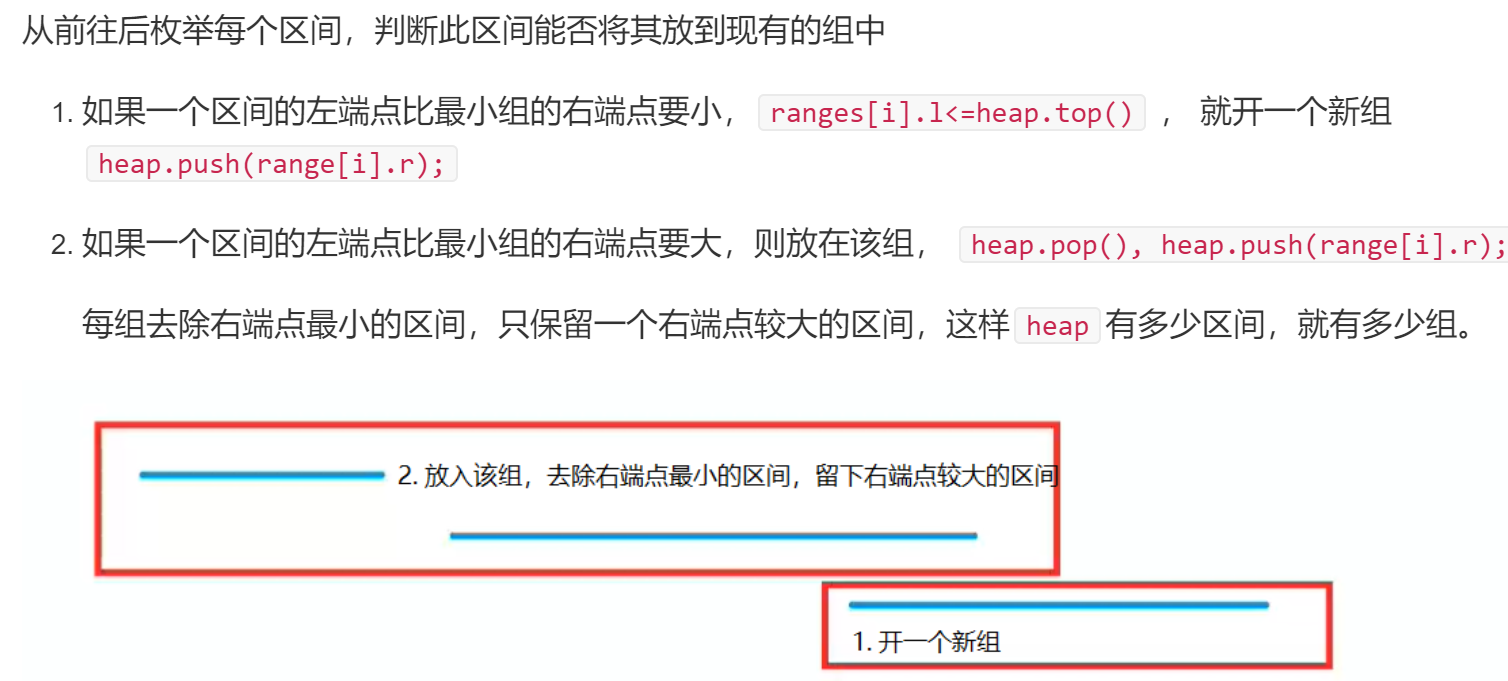 从前往后枚举每个区间，判断此区间能否将其放到现有的组中
1. 如果一个区间的左端点比最小组的右端点要小， ranges[i].l<=heap.top() ， 就开一个新组
heap.push(range[i].r);
2. 如果一个区间的左端点比最小组的右端点要大，则放在该组， heap.pop(), heap.push(range[i].r);
每组去除右端点最小的区间，只保留一个右端点较大的区间，这样 heap 有多少区间，就有多少组。
2. 放入该组，去除右端点最小的区间，留下右端点较大的区间
1. 开一个新组